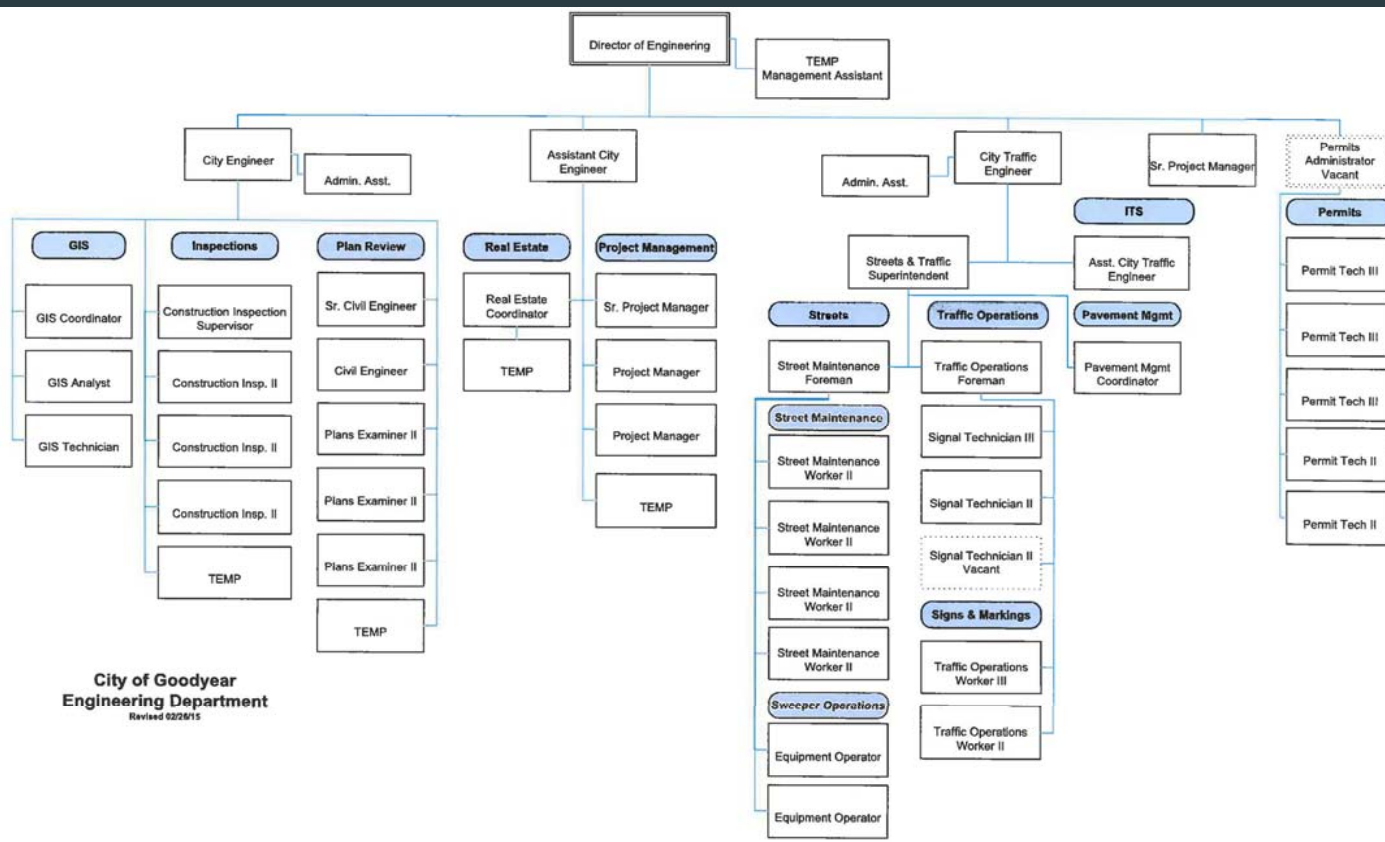 Director of Engineering
TEMP
Management Assistant
City Engineer
Admin. Asst.
Assistant City
Engineer
Admin. Asst.
City Traffic
Engineer
Sr. Project Manager
Permits
Administrator
Vacant
GIS
GIS Coordinator
GIS Analyst
GIS Technician
Inspections
Construction Inspection
Supervisor
Construction Insp. II
Construction Insp. II
Construction Insp. II
TEMP
Plan Review
Sr. Civil Engineer
Civil Engineer
Plans Examiner II
Plans Examiner II
Plans Examiner II
TEMP
Real Estate
Real Estate
Coordinator
TEMP
Project Management
Sr. Project Manager
Project Manager
Project Manager
TEMP
Streets & Traffic
Superintendent
ITS
Asst. City Traffic
Engineer
Streets
Street Maintenance
Foreman
Street Maintenance
Street Maintenance
Worker II
Street Maintenance
Worker II
Street Maintenance
Worker II
Street Maintenance
Worker II
Sweeper Operations
Equipment Operator
Equipment Operator
Traffic Operations
Traffic Operations
Foreman
Signal Technician III
Signal Technician II
Signal Technician II
Vacant
Signs & Markings
Traffic Operations
Worker III
Traffic Operations
Worker II
Pavement Mgmt
Pavement Mgmt
Coordinator
Permits
Permit Tech III
Permit Tech III
Permit Tech III
Permit Tech II
Permit Tech II
City of Goodyear
Engineering Department
Revised 02/26/15